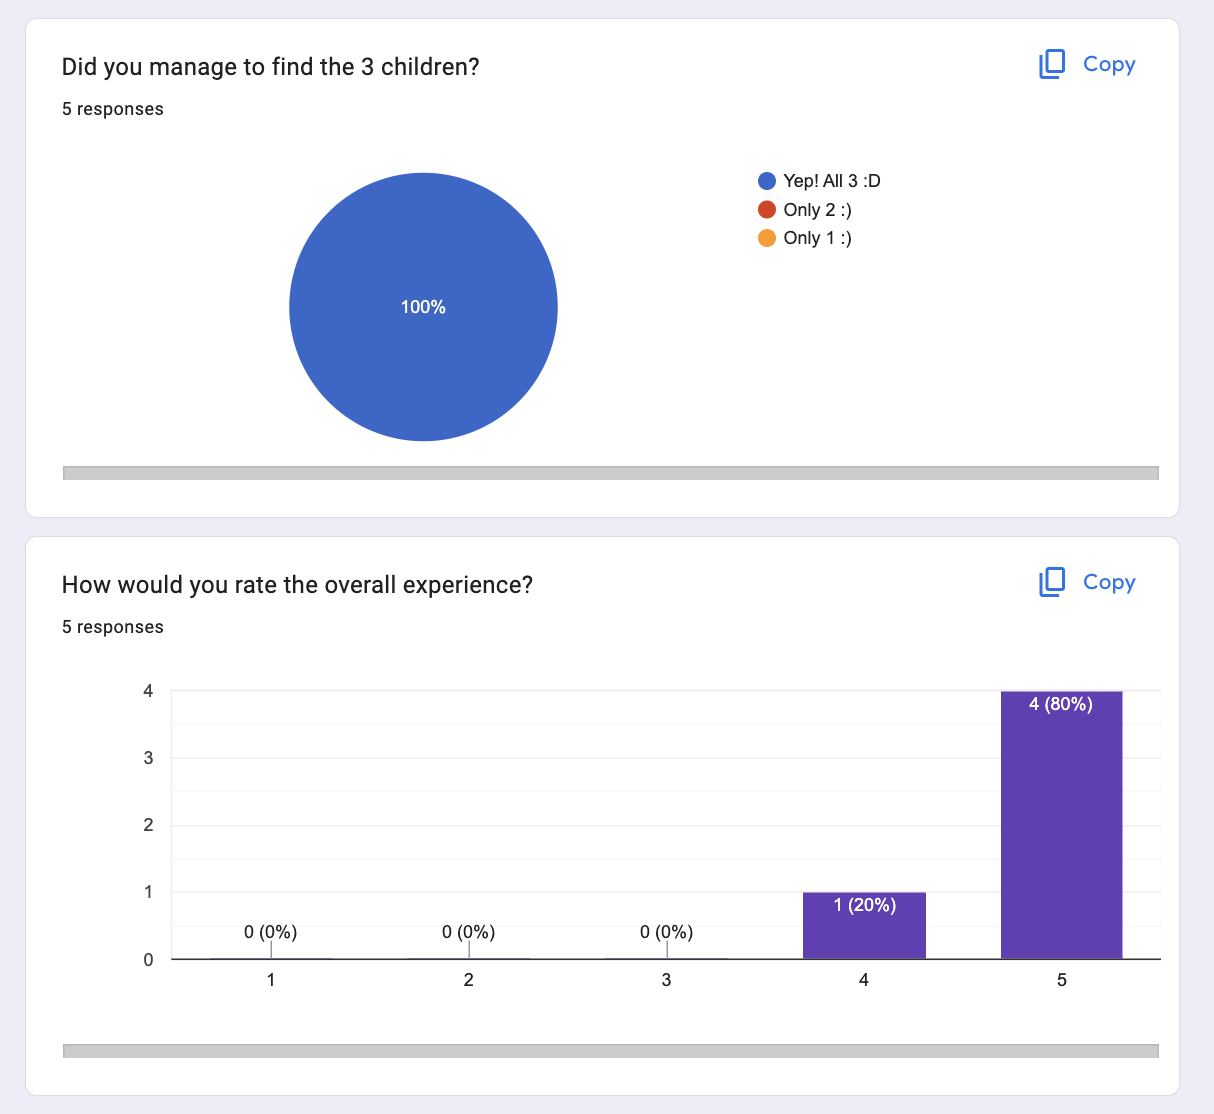 Did you manage to find the 3 children?
Copy
5 responses
Yep! All 3 :D
Only 2 :)
Only 1 :)
100%
How would you rate the overall experience?
Copy
5 responses
4
3
2
1
0
0 (0%)
0 (0%)
0 (0%)
1 (20%)
4 (80%)
1
2
3
4
5